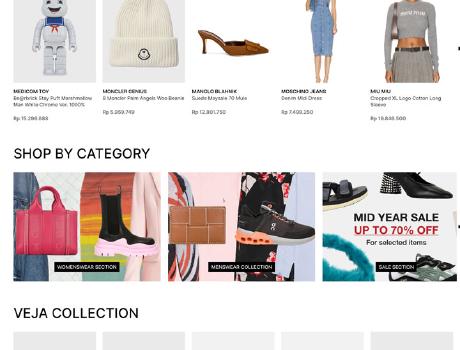 MEDICOM TOY
Be@rbrick Stay Puft Marshmallow
Man White Chrome Ver. 1000%
Rp 15.296.888
MONCLER GENIUS
8 Moncler Palm Angels Woo Beanie
Rp 5.959.749
MANOLO BLAHNIK
Suede Maysale 70 Mule
Rp 12.801.750
MOSCHINO JEANS
Denim Midi Dress
Rp 7.499.250
MIU MIU
Cropped XL Logo Cotton Long
Sleeve
Rp 19.846.500
SHOP BY CATEGORY
WOMENSWEAR SECTION
MENSWEAR COLLECTION
MID YEAR SALE
UP TO 70% OFF
For selected items
SALE SECTION
VEJA COLLECTION